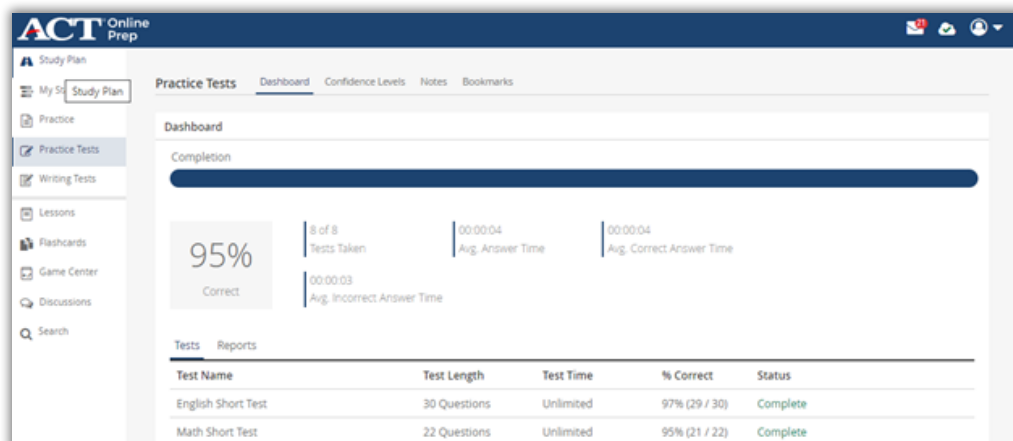 ACT Online Prep
21
Study Plan
My St
Study Plan
Practice
Practice Tests
Writing Tests
Lessons
Flashcards
Game Center
Discussions
Search
Practice Tests Dashboard Confidence Levels Notes Bookmarks
Dashboard
Completion
95%
Correct
8 of 8
Tests Taken
00:00:04
Avg. Answer Time
00:00:04
Avg. Correct Answer Time
00:00:03
Avg. Incorrect Answer Time
Tests Reports
Test Name Test Length Test Time % Correct Status
English Short Test 30 Questions Unlimited 97% (29 / 30) Complete
Math Short Test 22 Questions Unlimited 95% (21 / 22) Complete